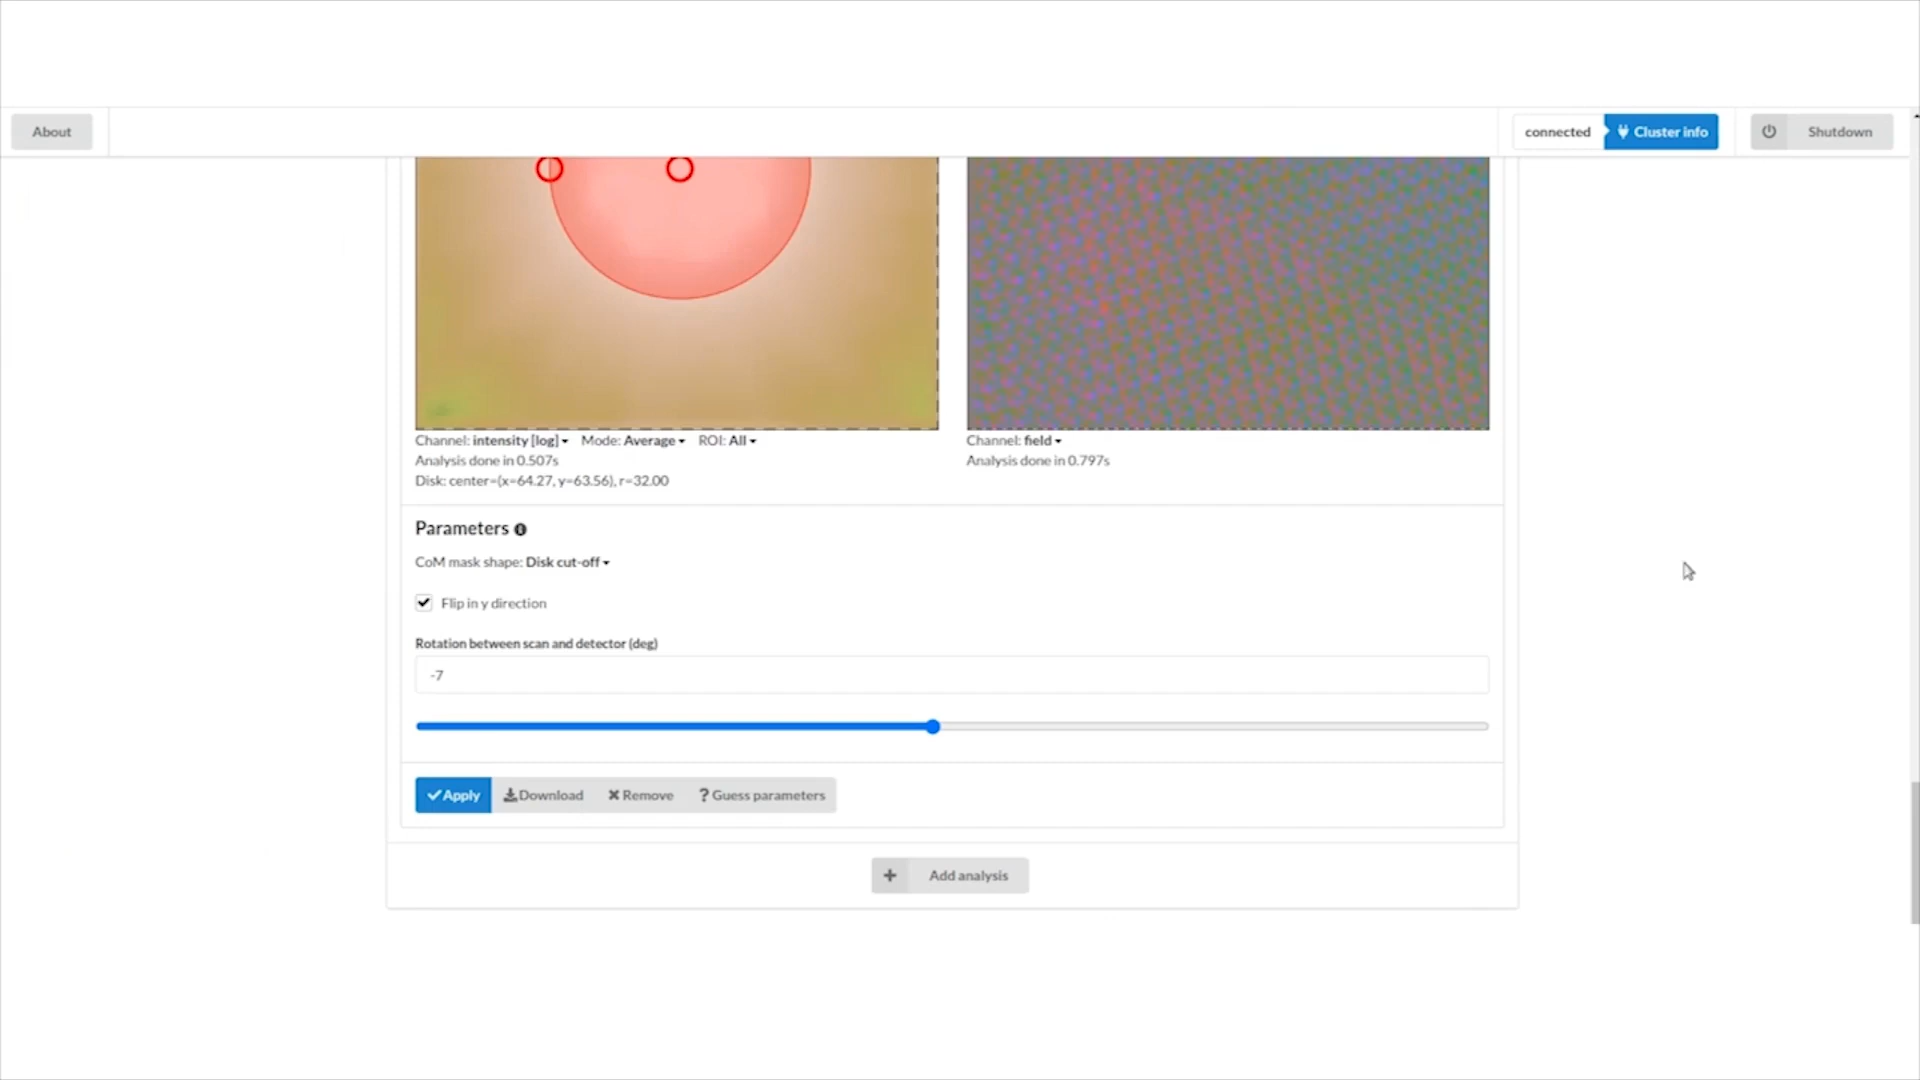 About
connected
Cluster info
Shutdown
Channel: intensity [log] Mode: Average ROI: All
Analysis done in 0.507s
Disk: center=(x=64.27, y=63.56), r=32.00
Channel: field
Analysis done in 0.797s
Parameters
CoM mask shape: Disk cut-off
Flip in y direction
Rotation between scan and detector (deg)
-7
Apply
Download
Remove
? Guess parameters
+ Add analysis